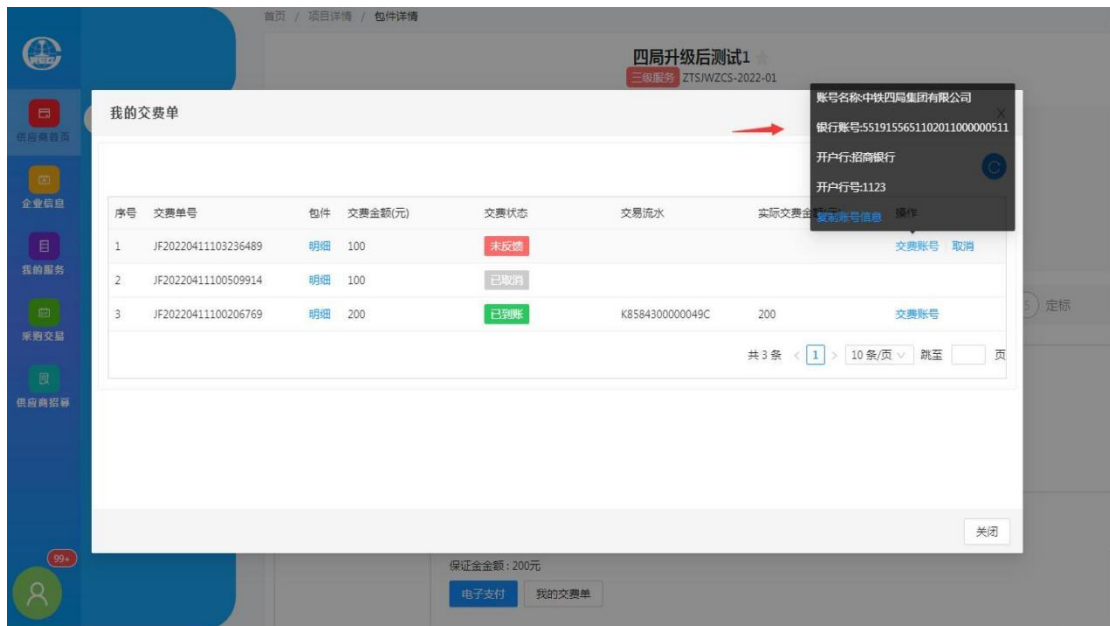 首页 / 项目详情 / 包件详情
四局升级后测试1
三级服务 ZTSJWZCS-2022-01
供应商首页
企业信息
我的服务
采购交易
供应商招募
99+
我的交费单
X
账号名称:中铁四局集团有限公司
银行账号:5519155651102011000000511
开户行:招商银行
开户行号:1123
复制账号信息
序号 交费单号 包件 交费金额(元) 交费状态 交易流水 实际交费金额(元) 操作
1 JF20220411103236489 明细 100 未反馈 交费账号 取消
2 JF20220411100509914 明细 100 已取消
3 JF20220411100206769 明细 200 已到账 K8584300000049C 200 交费账号
共 3 条 < 1 > 10 条/页 跳至 页
5 定标
关闭
保证金金额 : 200元
电子支付 我的交费单